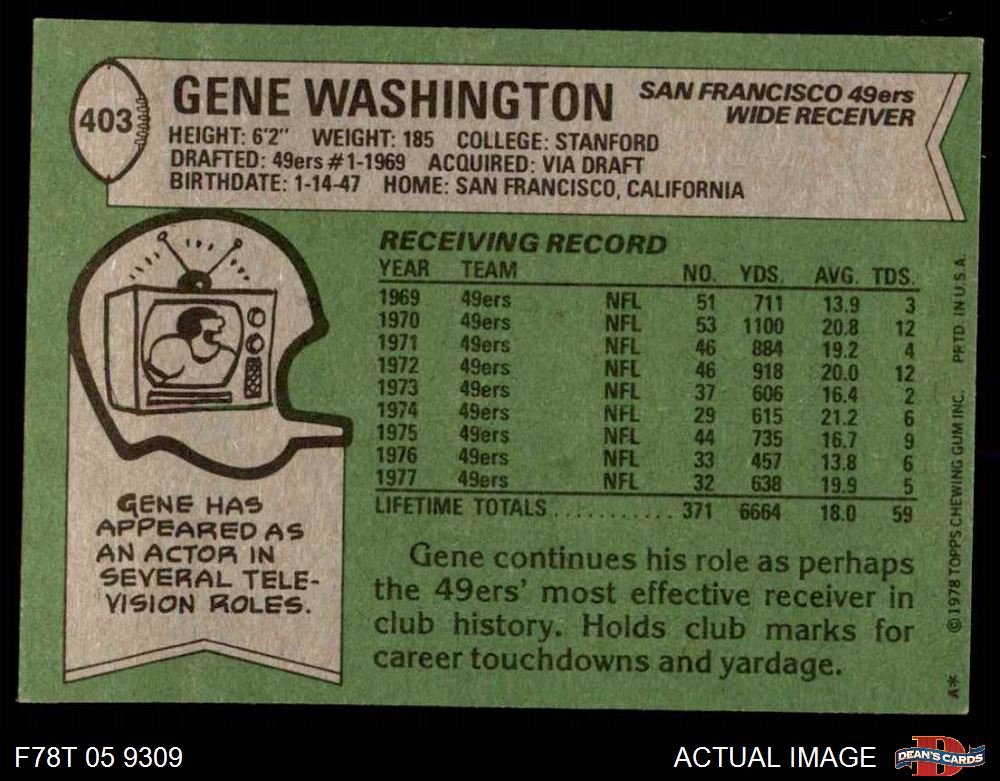 403
GENE WASHINGTON
SAN FRANCISCO 49ers
WIDE RECEIVER
HEIGHT: 6'2" WEIGHT: 185 COLLEGE: STANFORD
DRAFTED: 49ers #1-1969 ACQUIRED: VIA DRAFT
BIRTHDATE: 1-14-47 HOME: SAN FRANCISCO, CALIFORNIA
GENE HAS
APPEARED AS
AN ACTOR IN
SEVERAL TELE-
VISION ROLES.
RECEIVING RECORD
YEAR TEAM NO. YDS. AVG. TDS.
1969 49ers NFL 51 711 13.9 3
1970 49ers NFL 53 1100 20.8 12
1971 49ers NFL 46 884 19.2 4
1972 49ers NFL 46 918 20.0 12
1973 49ers NFL 37 606 16.4 2
1974 49ers NFL 29 615 21.2 6
1975 49ers NFL 44 735 16.7 9
1976 49ers NFL 33 457 13.8 6
1977 49ers NFL 32 638 19.9 5
LIFETIME TOTALS........... 371 6664 18.0 59
Gene continues his role as perhaps
the 49ers' most effective receiver in
club history. Holds club marks for
career touchdowns and yardage.
A* ©1978 TOPPS CHEWING GUM INC. PRTD. IN U.S.A.
F78T 05 9309
ACTUAL IMAGE
D
DEAN'S CARDS